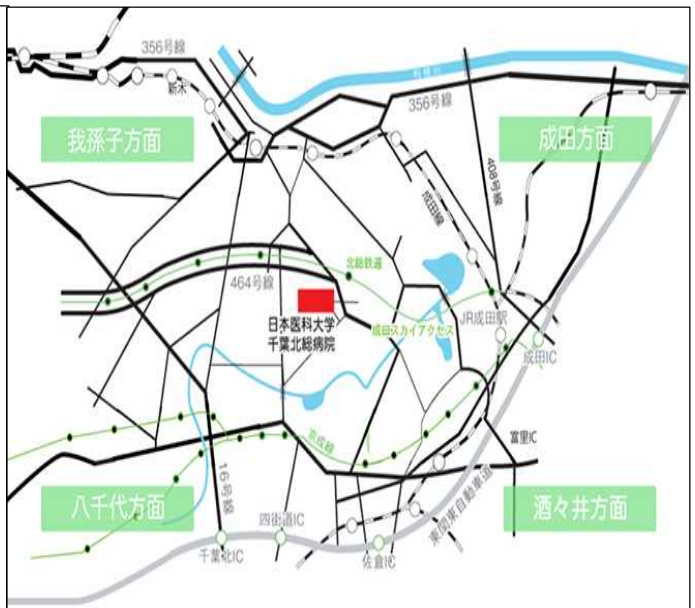 356号線
新木
利根川
356号線
我孫子方面
成田方面
408号線
成田線
北総鉄道
464号線
日本医科大学
千葉北総病院
成田スカイアクセス
JR成田駅
成田IC
京成線
富里IC
16号線
八千代方面
四街道IC
酒々井方面
東関東自動車道
千葉北IC
佐倉IC